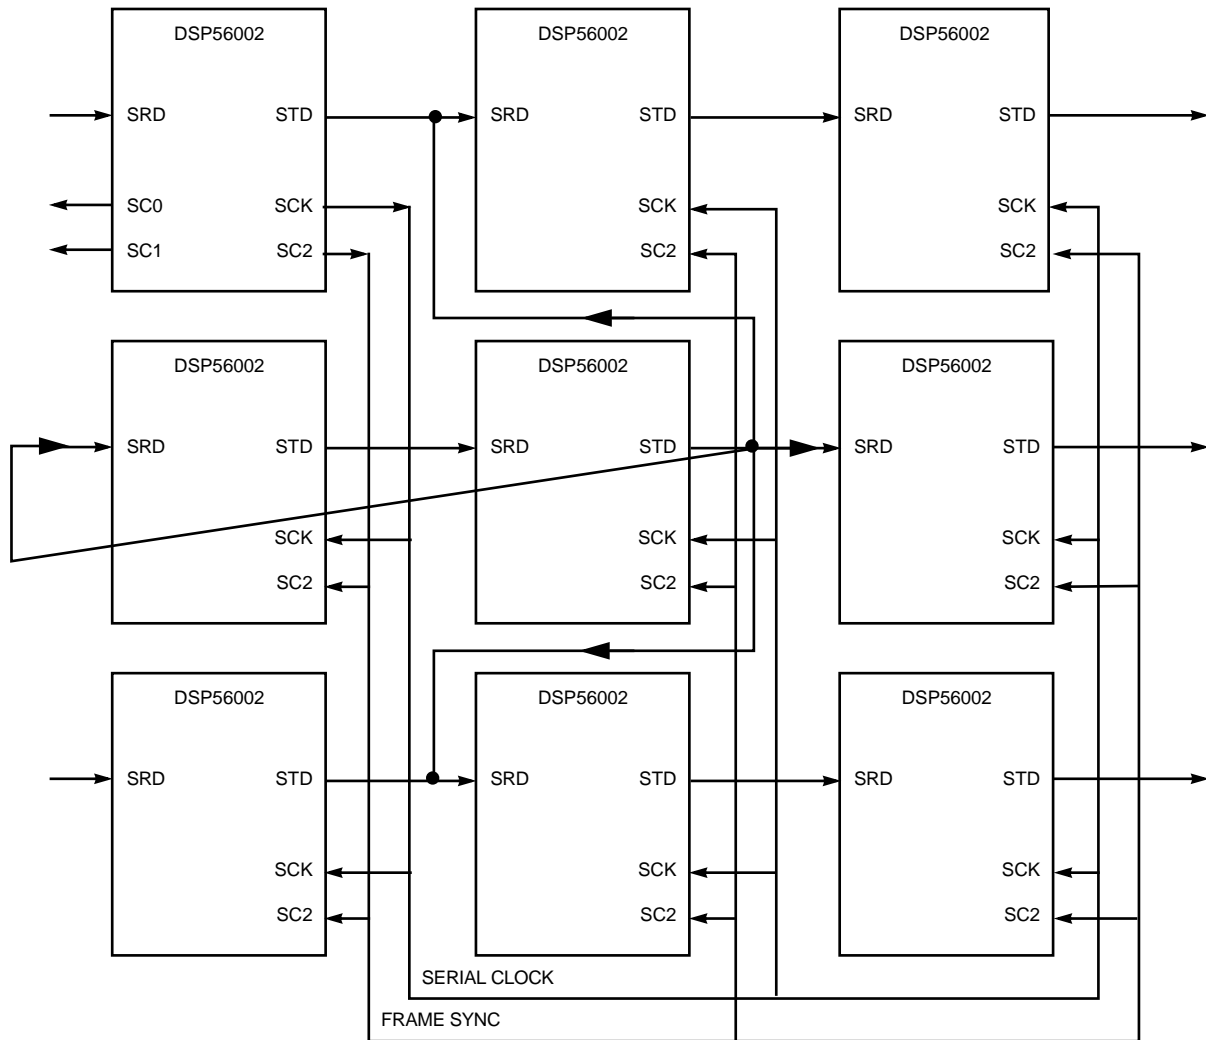 DSP56002 DSP56002 DSP56002
SRD STD SRD STD SRD STD
SC0 SCK SCK SCK
SC1 SC2 SC2 SC2
DSP56002 DSP56002 DSP56002
SRD STD SRD STD SRD STD
SCK SCK SCK
SC2 SC2 SC2
DSP56002 DSP56002 DSP56002
SRD STD SRD STD SRD STD
SCK SCK SCK
SC2 SC2 SC2
SERIAL CLOCK
FRAME SYNC